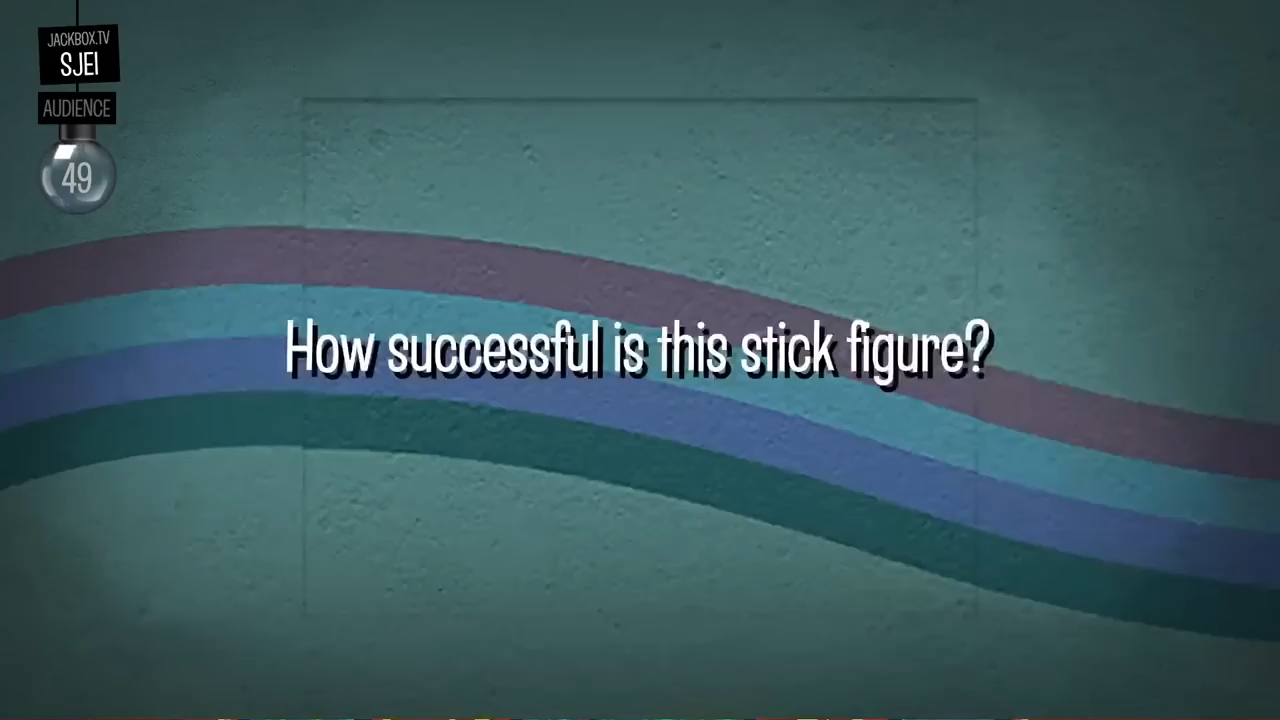 JACKBOX.TV
SJEI
AUDIENCE
49
How successful is this stick figure?